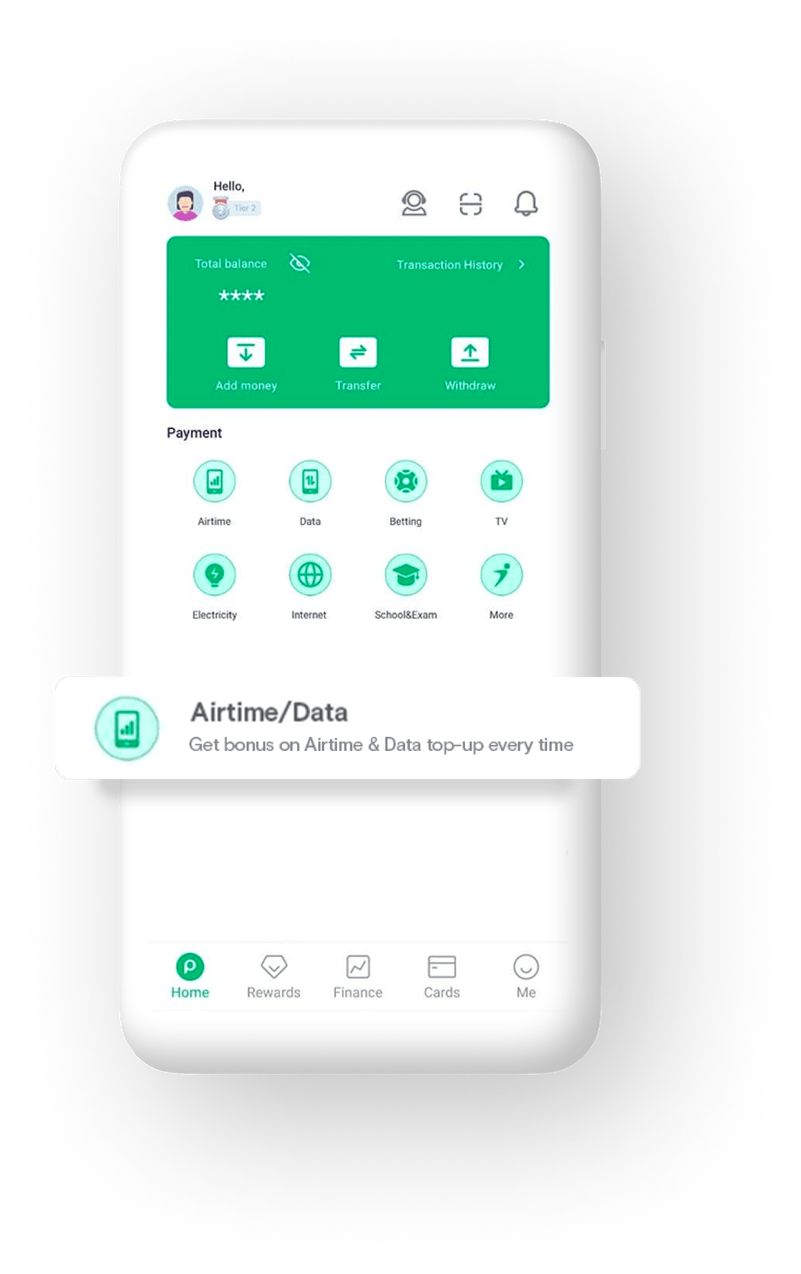 Hello,
Tier 2
Total balance
Transaction History
****
Add money
Transfer
Withdraw
Payment
Airtime
Data
Betting
TV
Electricity
Internet
School&Exam
More
Airtime/Data
Get bonus on Airtime & Data top-up every time
Home
Rewards
Finance
Cards
Me